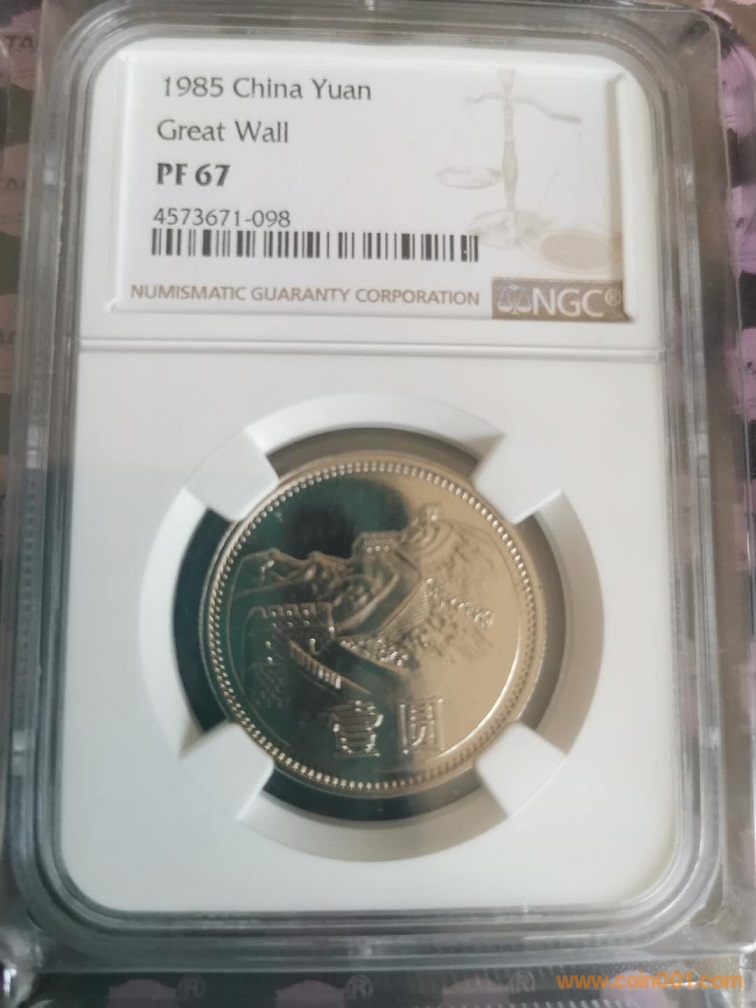 1985 China Yuan
Great Wall
PF 67
4573671-098
NUMISMATIC GUARANTY CORPORATION
NGC®
壹圆
www.coin001.com